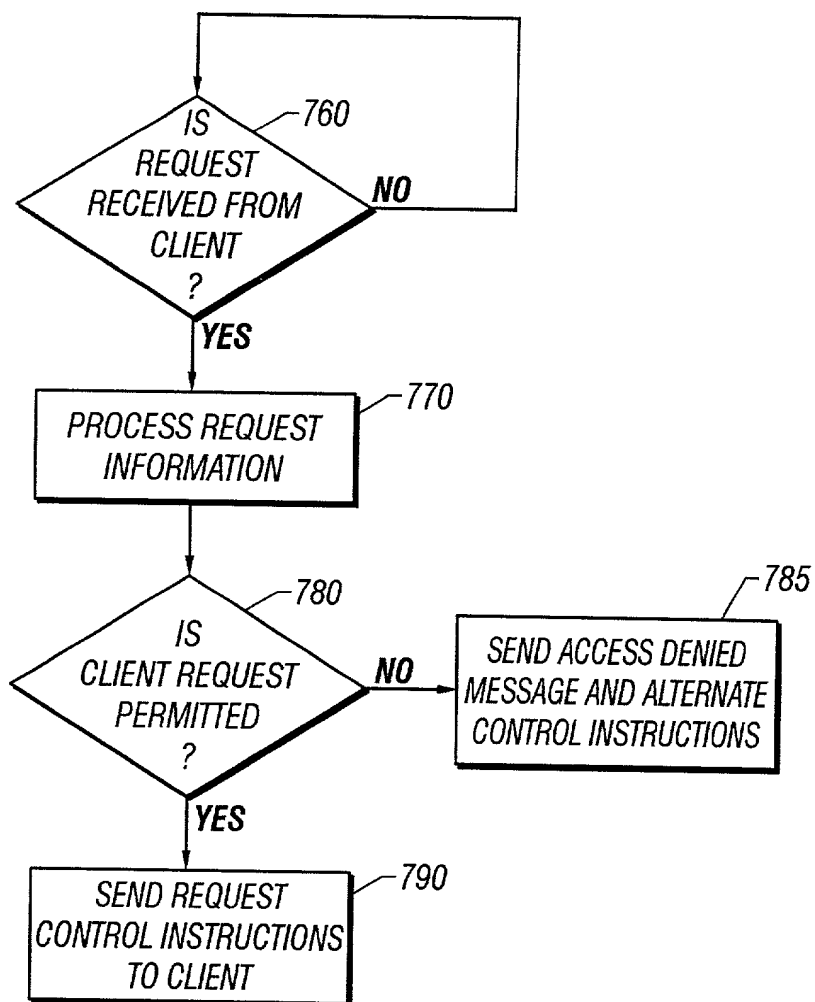 760
IS
REQUEST
RECEIVED FROM
CLIENT
?
NO
YES
770
PROCESS REQUEST
INFORMATION
780
IS
CLIENT REQUEST
PERMITTED
?
NO
785
SEND ACCESS DENIED
MESSAGE AND ALTERNATE
CONTROL INSTRUCTIONS
YES
790
SEND REQUEST
CONTROL INSTRUCTIONS
TO CLIENT